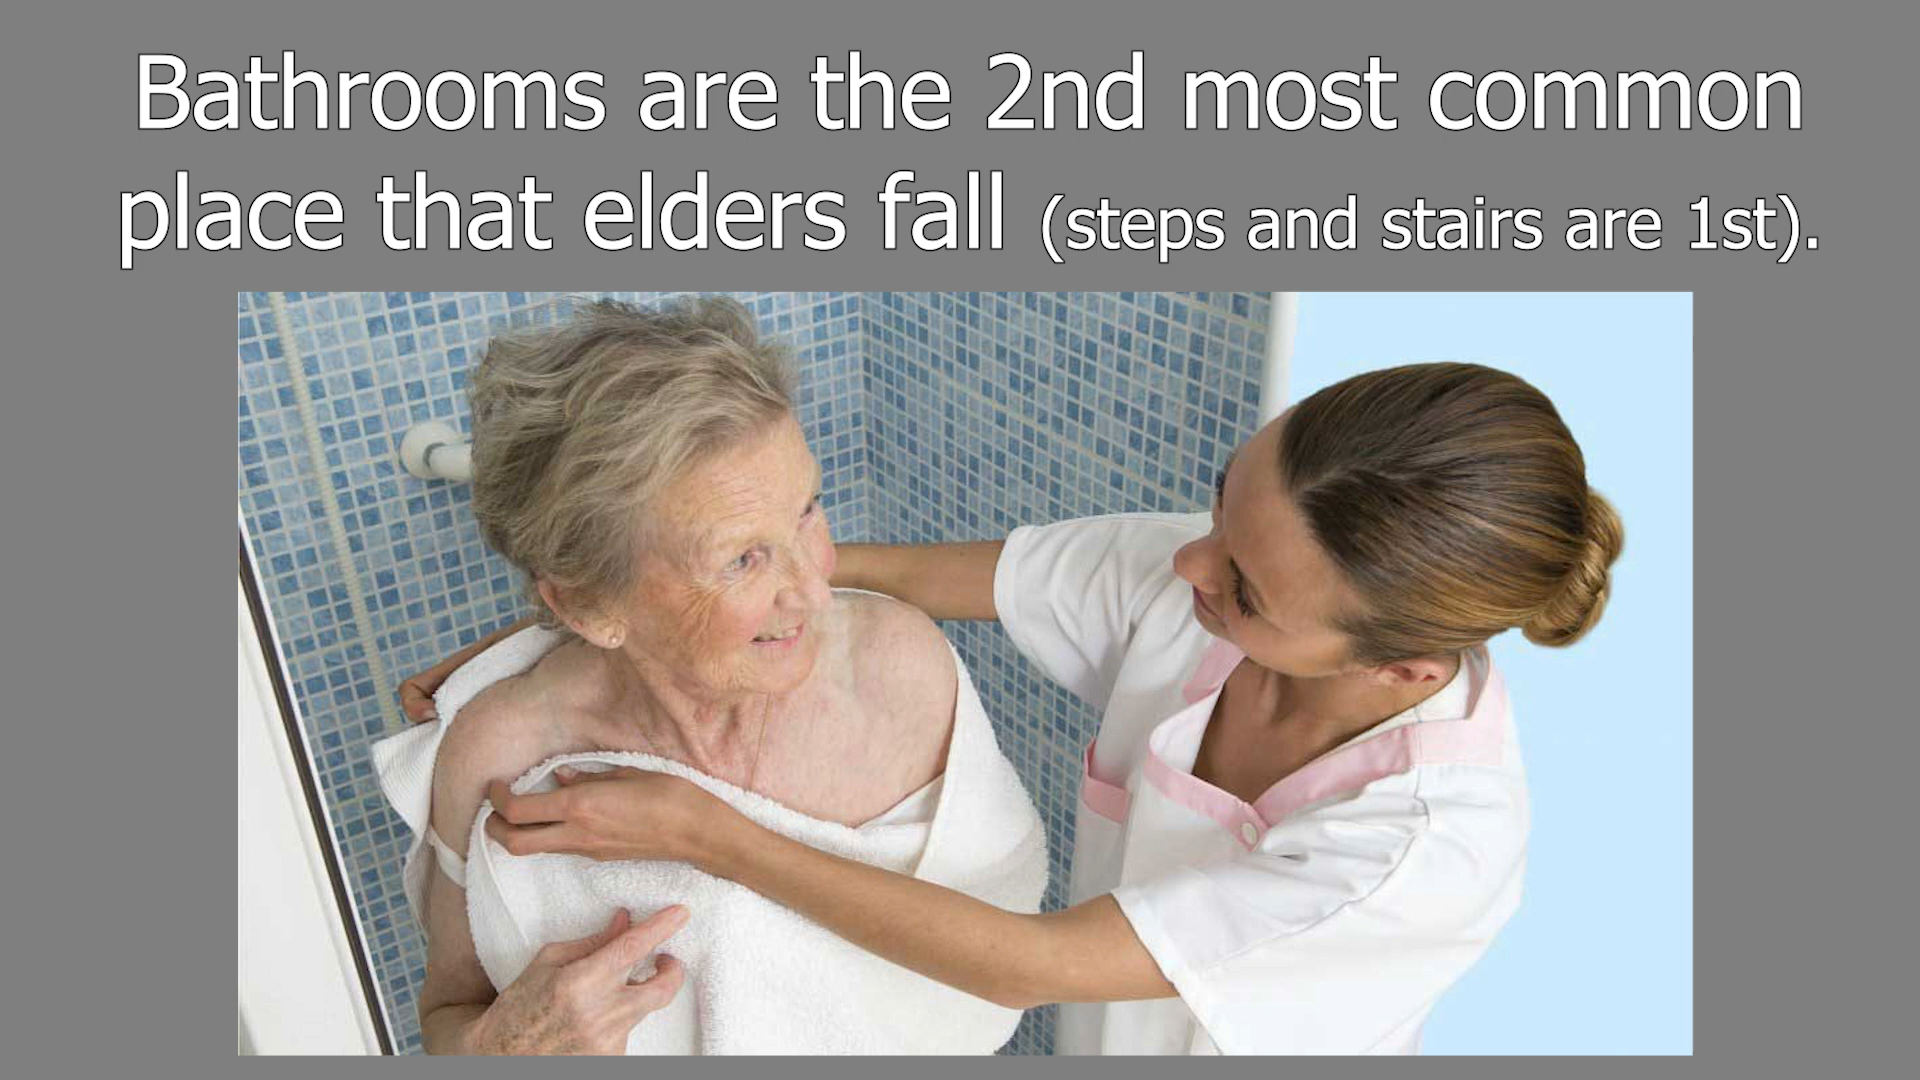 Bathrooms are the 2nd most common
place that elders fall (steps and stairs are 1st).